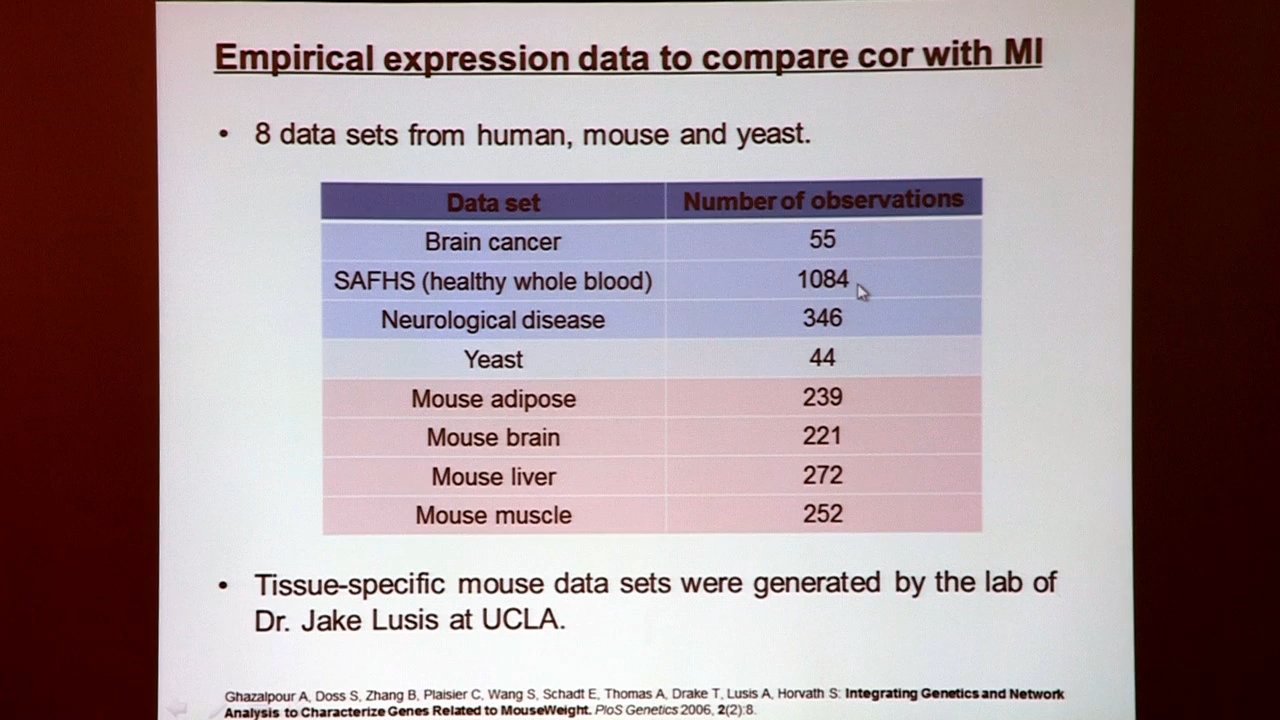 Empirical expression data to compare cor with MI
• 8 data sets from human, mouse and yeast.
Data set Number of observations
Brain cancer 55
SAFHS (healthy whole blood) 1084
Neurological disease 346
Yeast 44
Mouse adipose 239
Mouse brain 221
Mouse liver 272
Mouse muscle 252
• Tissue-specific mouse data sets were generated by the lab of
Dr. Jake Lusis at UCLA.
Ghazalpour A, Doss S, Zhang B, Plaisier C, Wang S, Schadt E, Thomas A, Drake T, Lusis A, Horvath S: Integrating Genetics and Network
Analysis to Characterize Genes Related to MouseWeight. PloS Genetics 2006, 2(2):8.